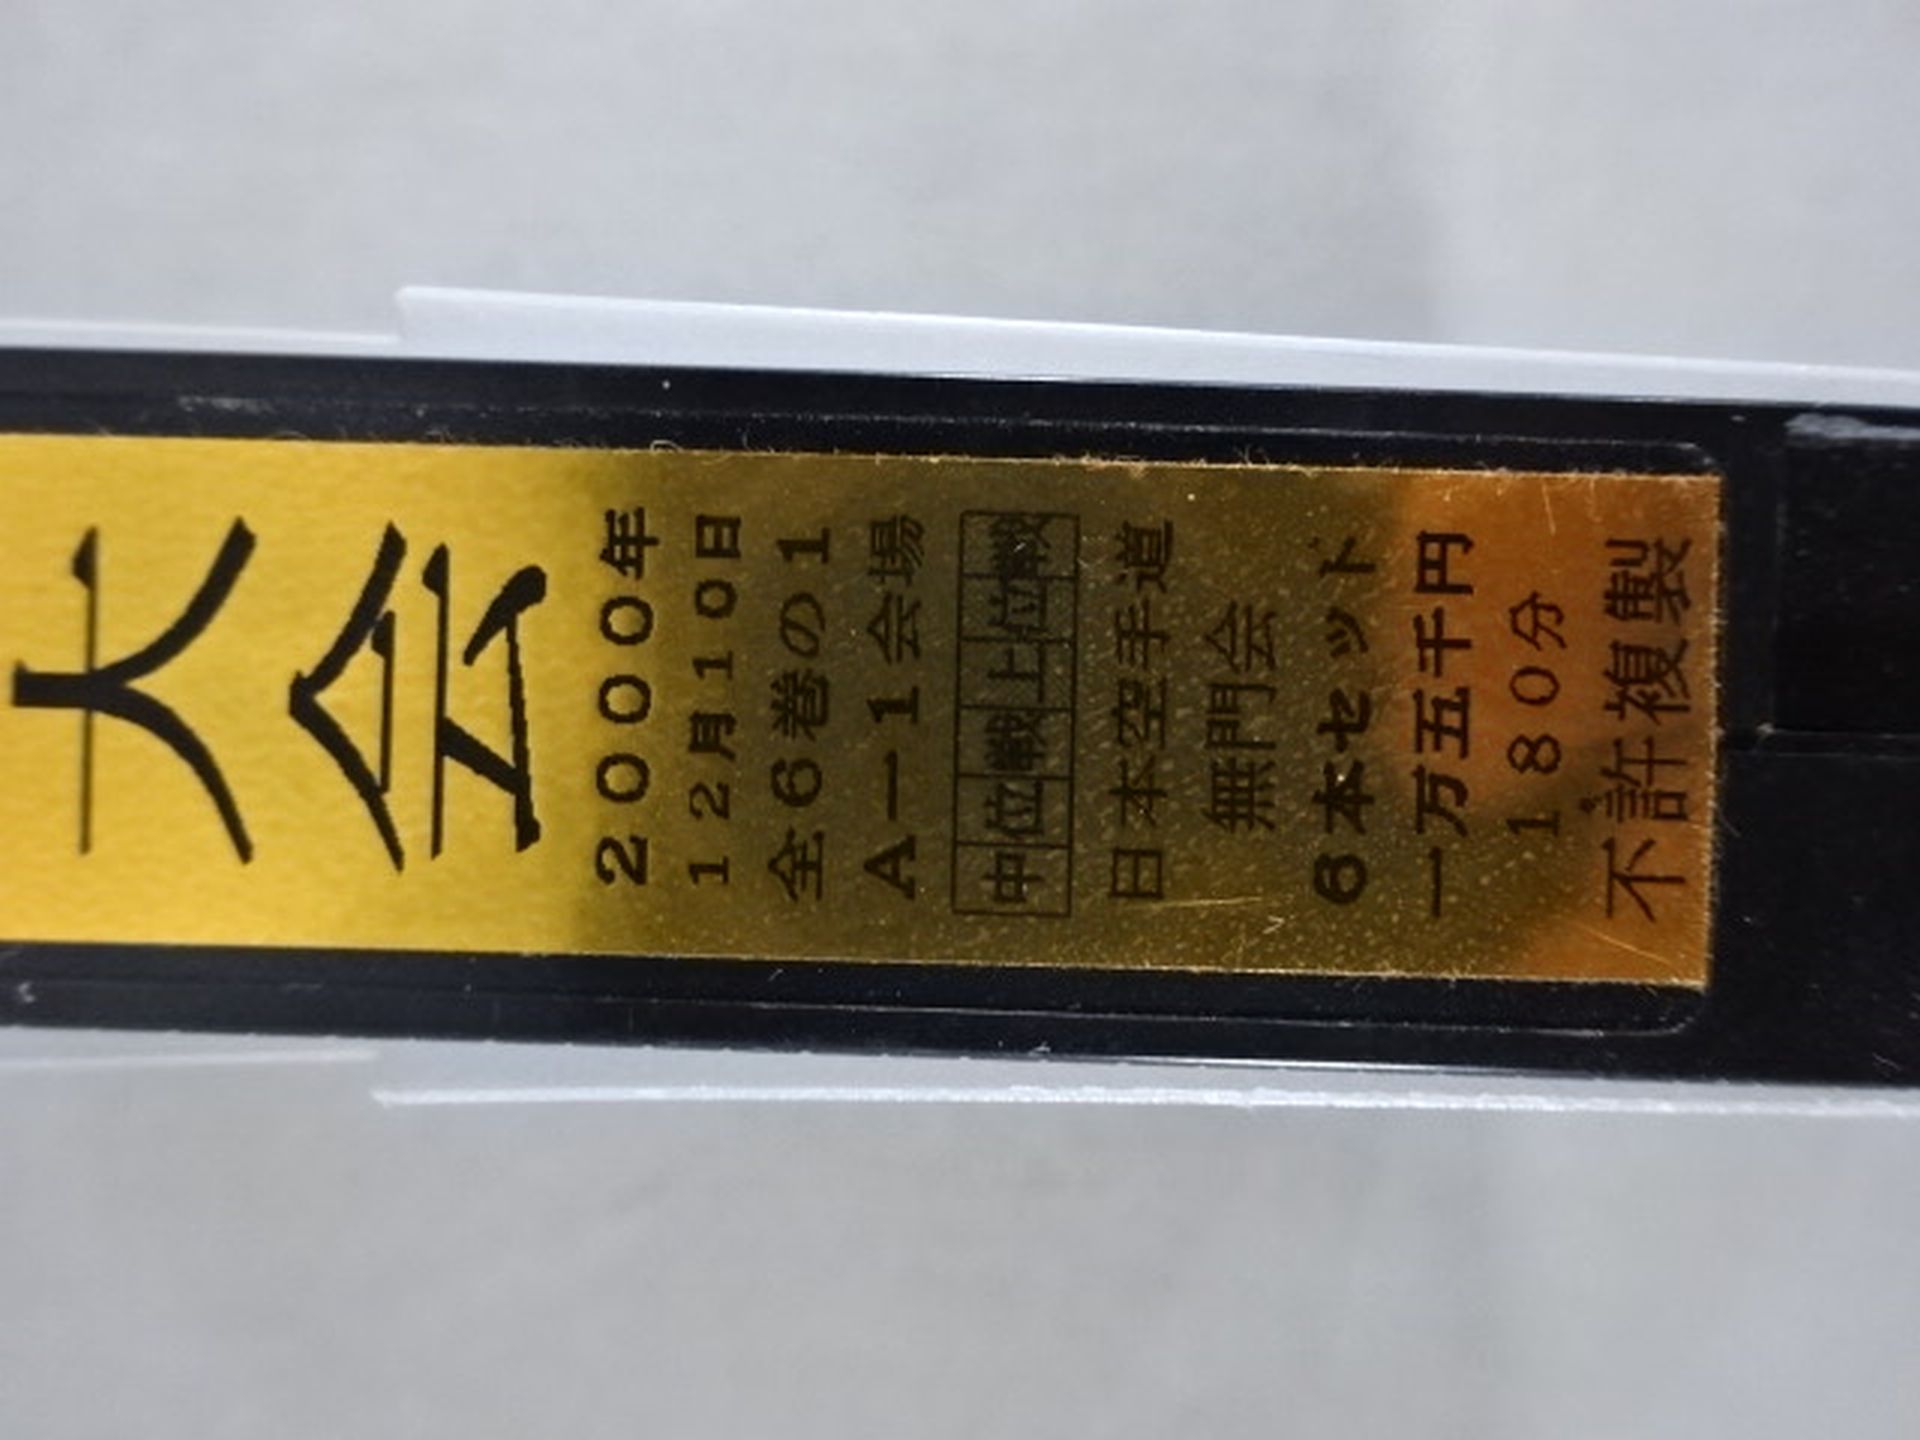 大会
2000年
12月10日
全6巻の1
A－1会場
中位戦上位戦
日本空手道
無門会
6本セット
一万五千円
180分
不許複製